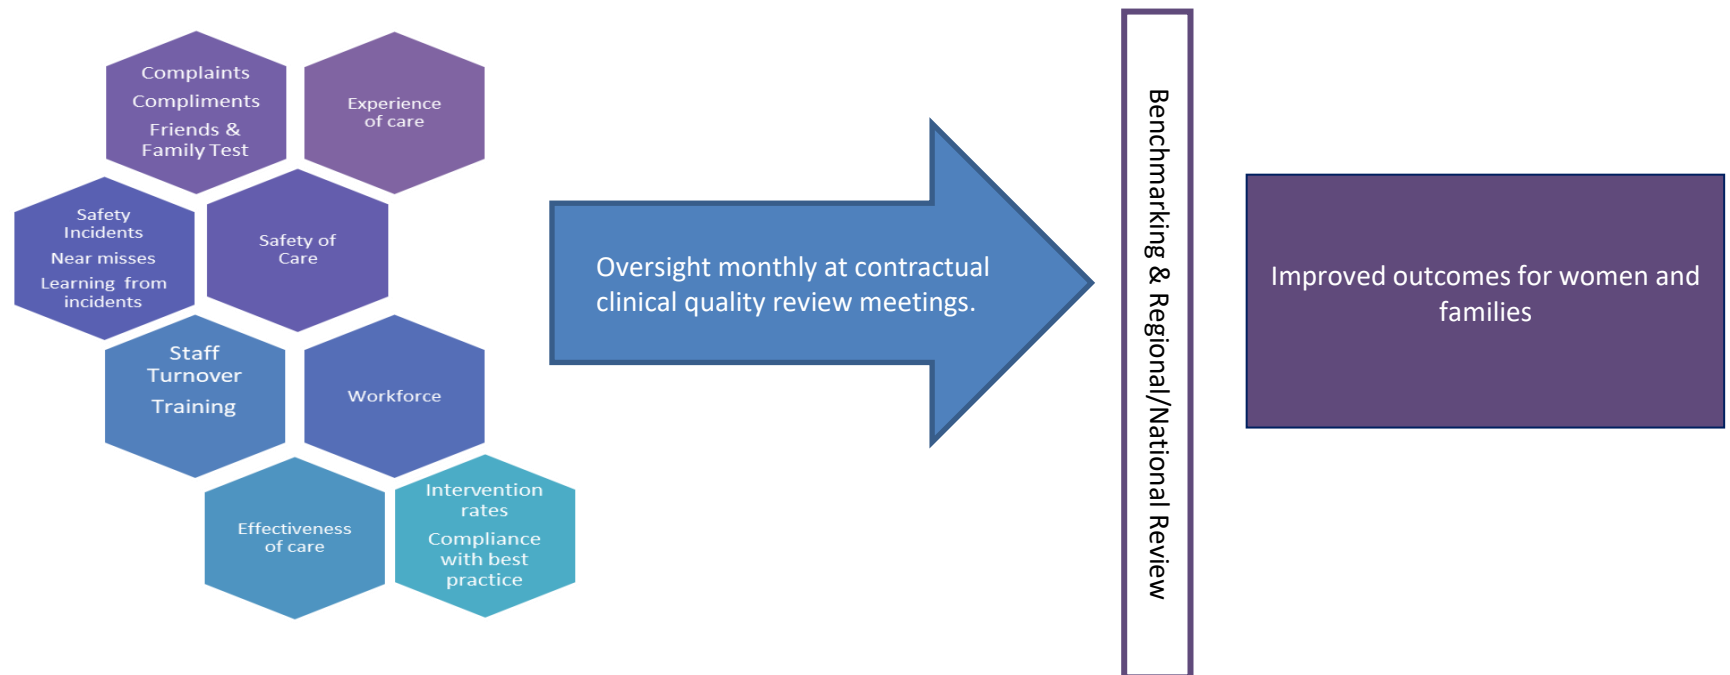 Complaints
Compliments
Friends &
Family Test
Experience
of care
Safety
Incidents
Near misses
Learning from
incidents
Safety of
Care
Staff
Turnover
Training
Workforce
Effectiveness
of care
Intervention
rates
Compliance
with best
practice
Oversight monthly at contractual
clinical quality review meetings.
Benchmarking & Regional/National Review
Improved outcomes for women and
families